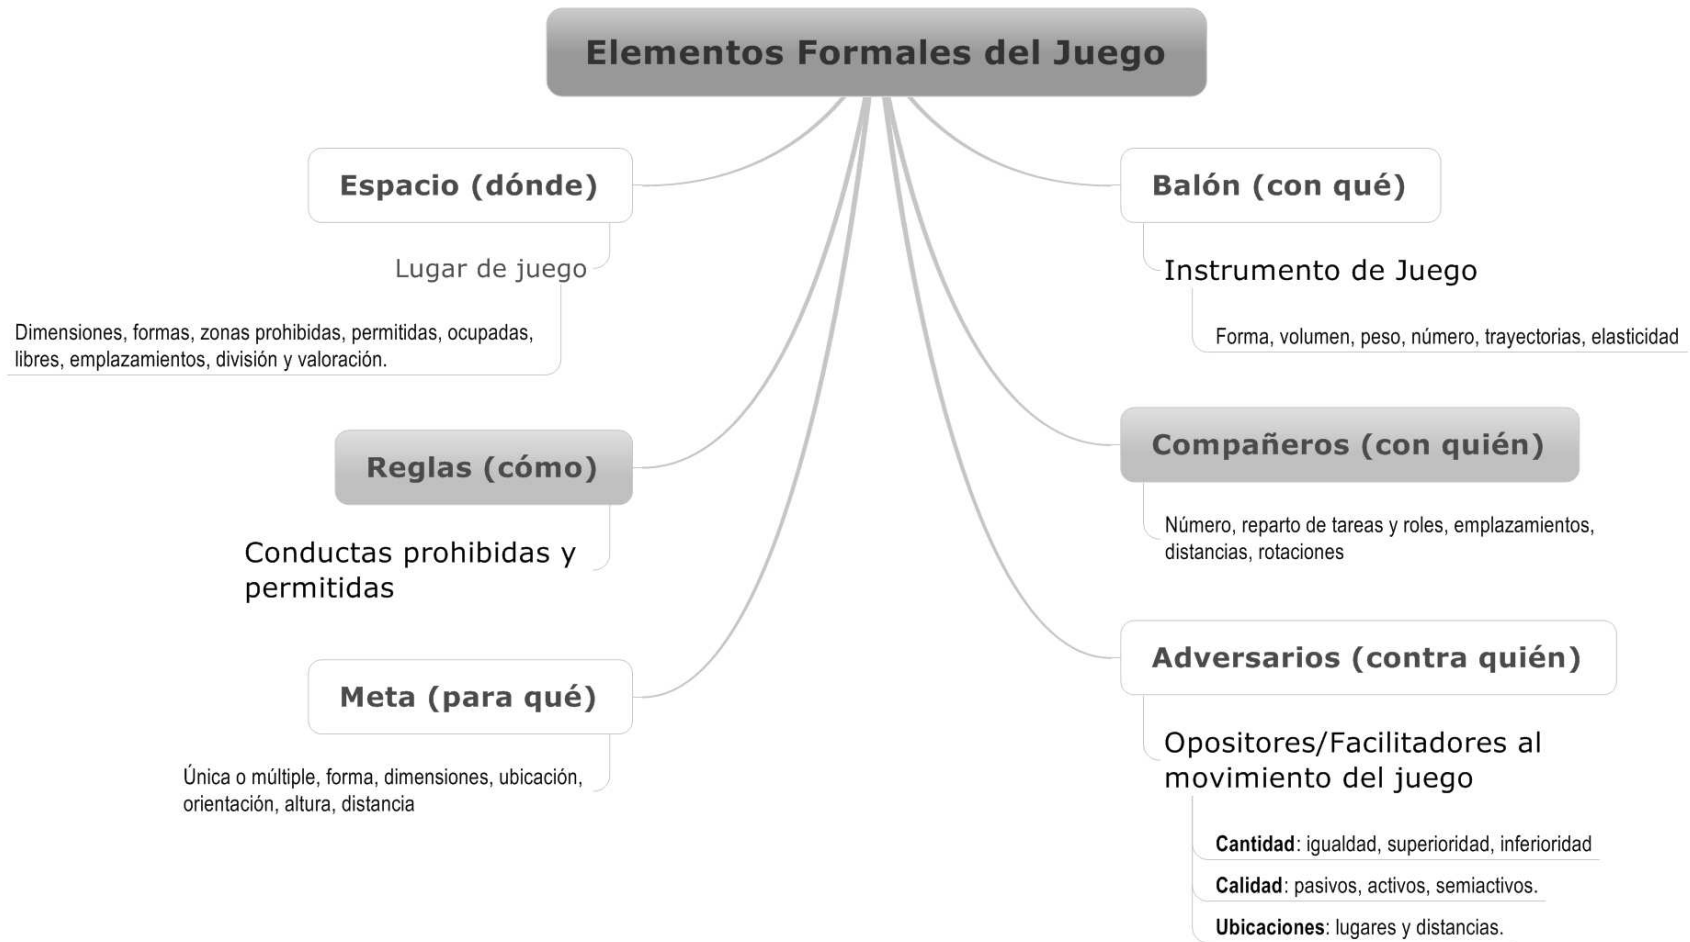 Elementos Formales del Juego
Espacio (dónde)
Lugar de juego
Dimensiones, formas, zonas prohibidas, permitidas, ocupadas,
libres, emplazamientos, división y valoración.
Reglas (cómo)
Conductas prohibidas y
permitidas
Meta (para qué)
Única o múltiple, forma, dimensiones, ubicación,
orientación, altura, distancia
Balón (con qué)
Instrumento de Juego
Forma, volumen, peso, número, trayectorias, elasticidad
Compañeros (con quién)
Número, reparto de tareas y roles, emplazamientos,
distancias, rotaciones
Adversarios (contra quién)
Opositores/Facilitadores al
movimiento del juego
Cantidad: igualdad, superioridad, inferioridad
Calidad: pasivos, activos, semiactivos.
Ubicaciones: lugares y distancias.